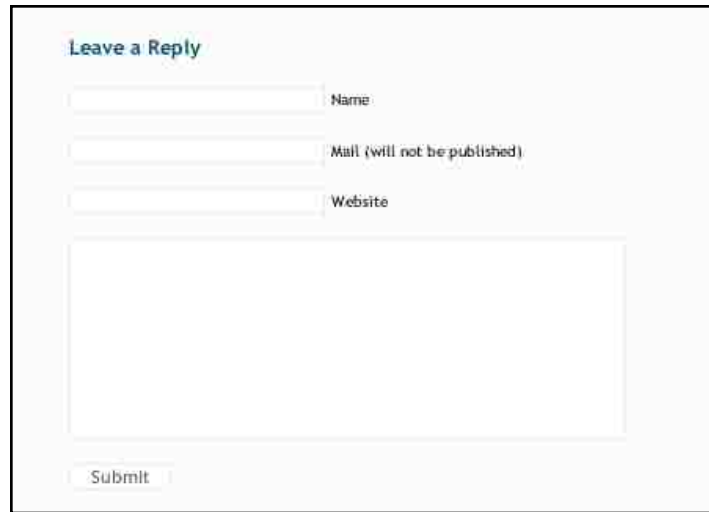 Leave a Reply
Name
Mail (will not be published)
Website
Submit